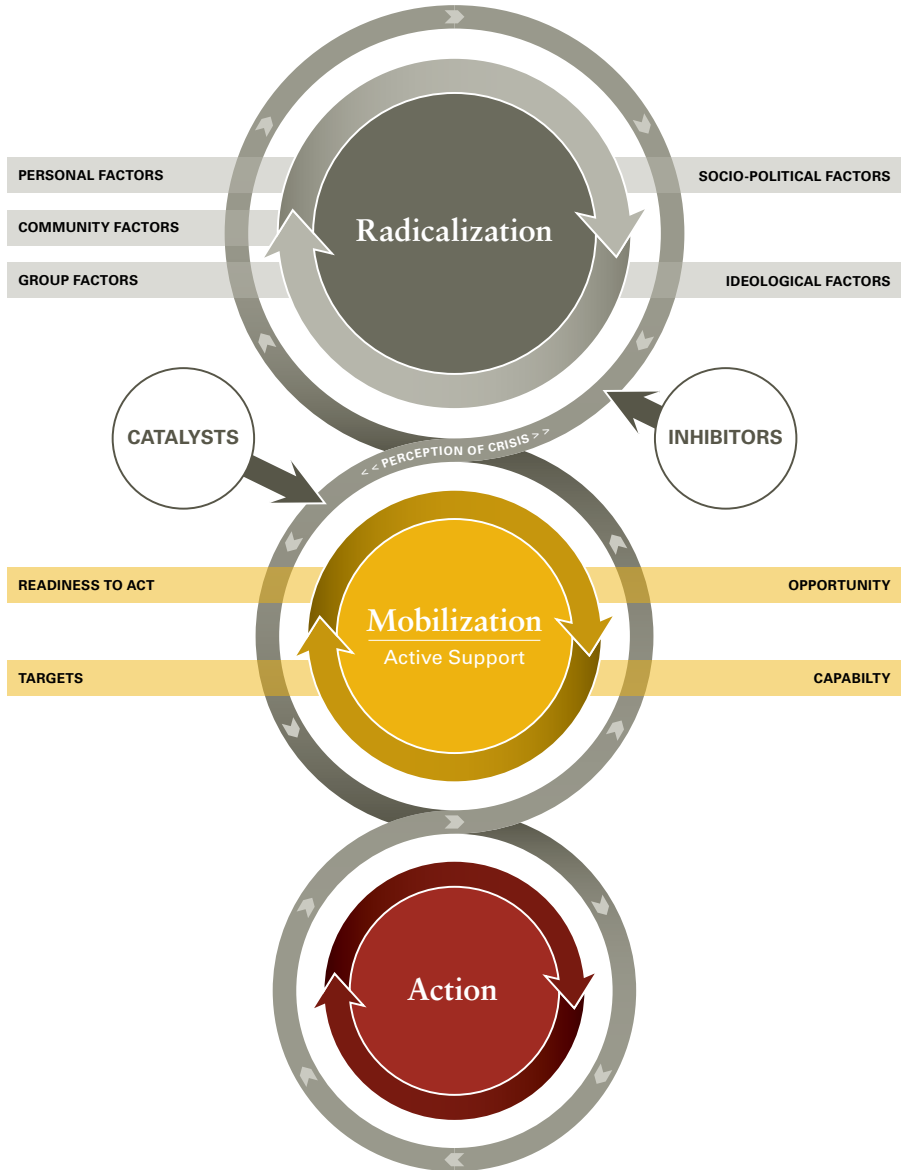 PERSONAL FACTORS
SOCIO-POLITICAL FACTORS
COMMUNITY FACTORS
Radicalization
GROUP FACTORS
IDEOLOGICAL FACTORS
CATALYSTS
INHIBITORS
< < PERCEPTION OF CRISIS > >
READINESS TO ACT
OPPORTUNITY
Mobilization
Active Support
TARGETS
CAPABILTY
Action